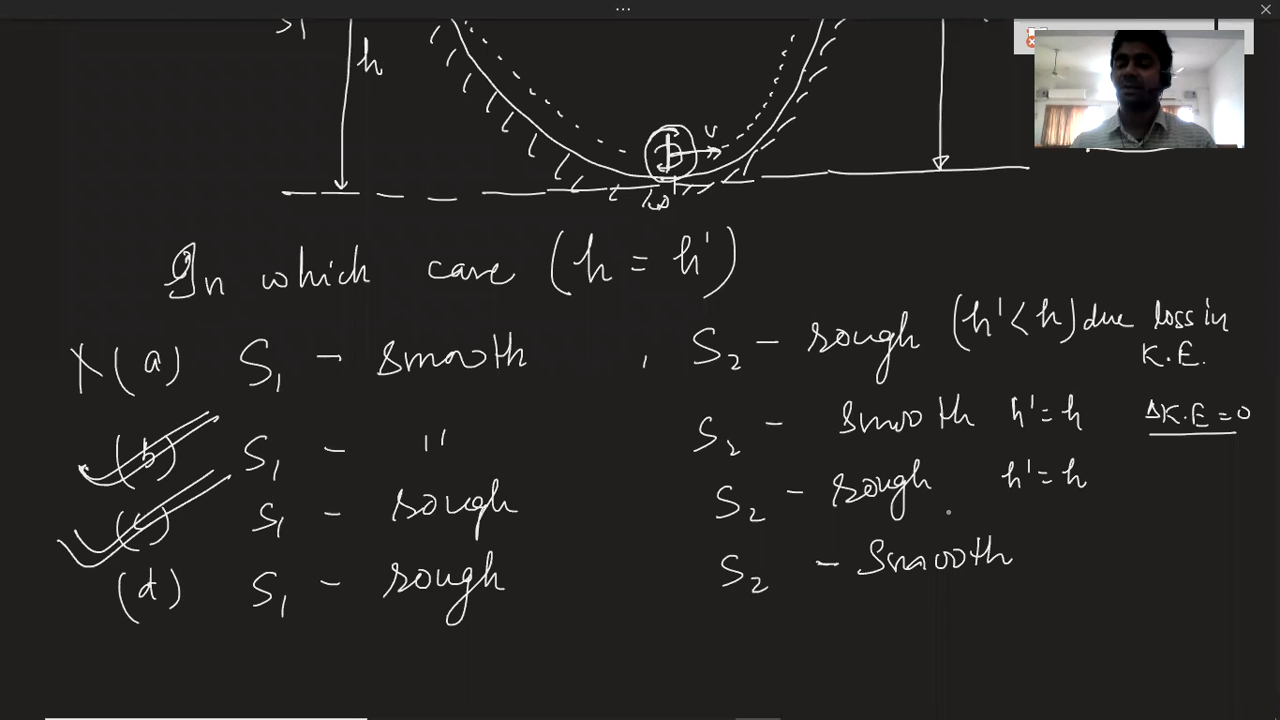 S1
h
v
ω
In which case (h = h')
X (a) S1 - smooth , S2 - rough (h' < h) due loss in K.E.
(b) S1 - " S2 - smooth h' = h ΔK.E = 0
(c) S1 - rough S2 - rough h' = h
(d) S1 - rough S2 - smooth